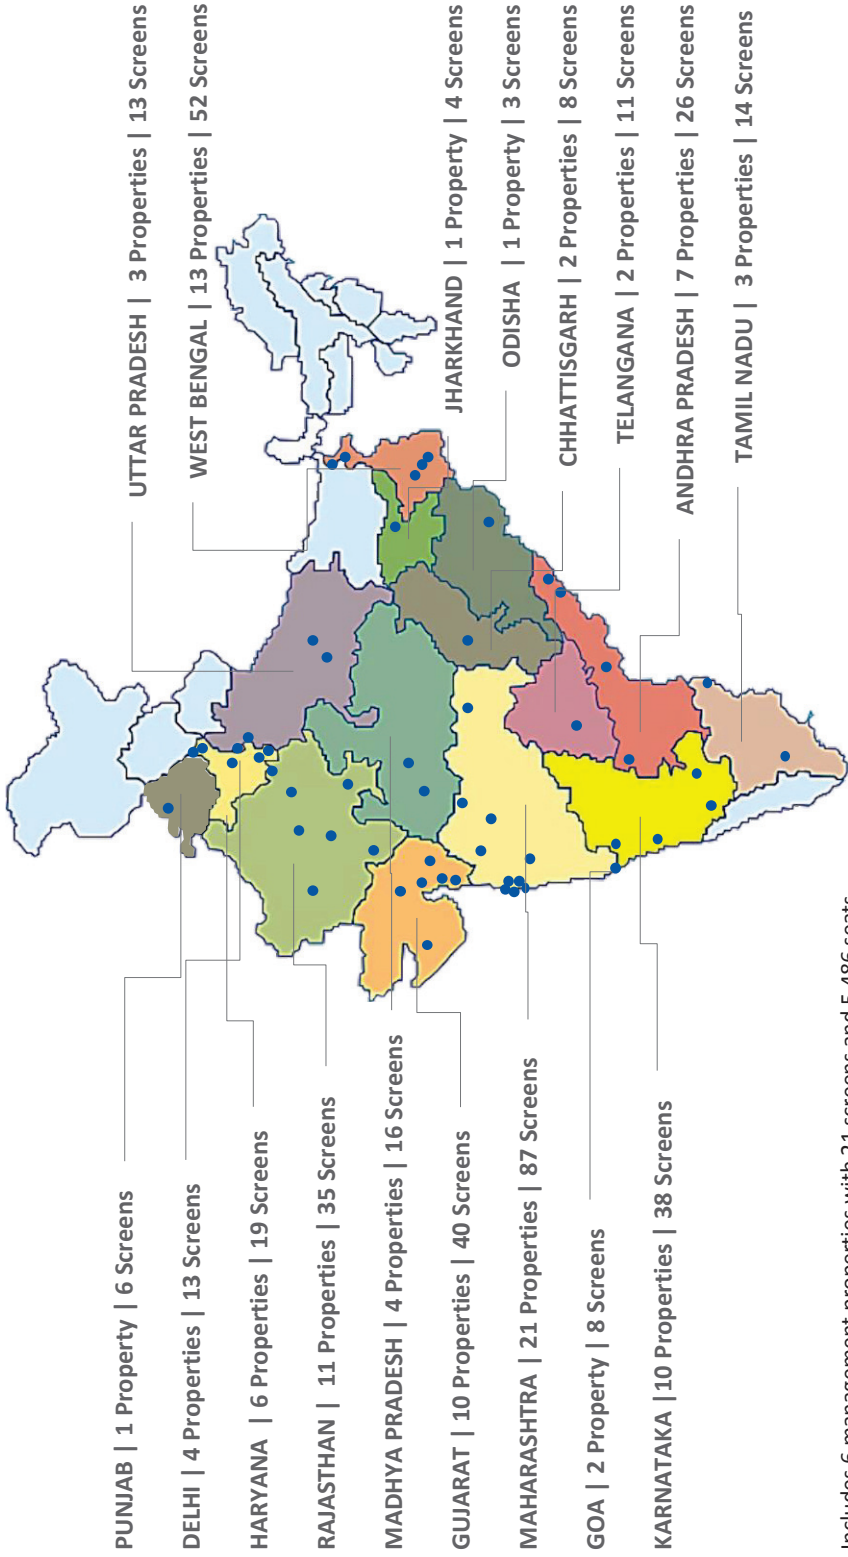 PUNJAB | 1 Property | 6 Screens
DELHI | 4 Properties | 13 Screens
HARYANA | 6 Properties | 19 Screens
RAJASTHAN | 11 Properties | 35 Screens
MADHYA PRADESH | 4 Properties | 16 Screens
GUJARAT | 10 Properties | 40 Screens
MAHARASHTRA | 21 Properties | 87 Screens
GOA | 2 Property | 8 Screens
KARNATAKA |10 Properties | 38 Screens
UTTAR PRADESH | 3 Properties | 13 Screens
WEST BENGAL | 13 Properties | 52 Screens
JHARKHAND | 1 Property | 4 Screens
ODISHA | 1 Property | 3 Screens
CHHATTISGARH | 2 Properties | 8 Screens
TELANGANA | 2 Properties | 11 Screens
ANDHRA PRADESH | 7 Properties | 26 Screens
TAMIL NADU | 3 Properties | 14 Screens
Includes 6 management properties with 21 screens and 5,486 seats